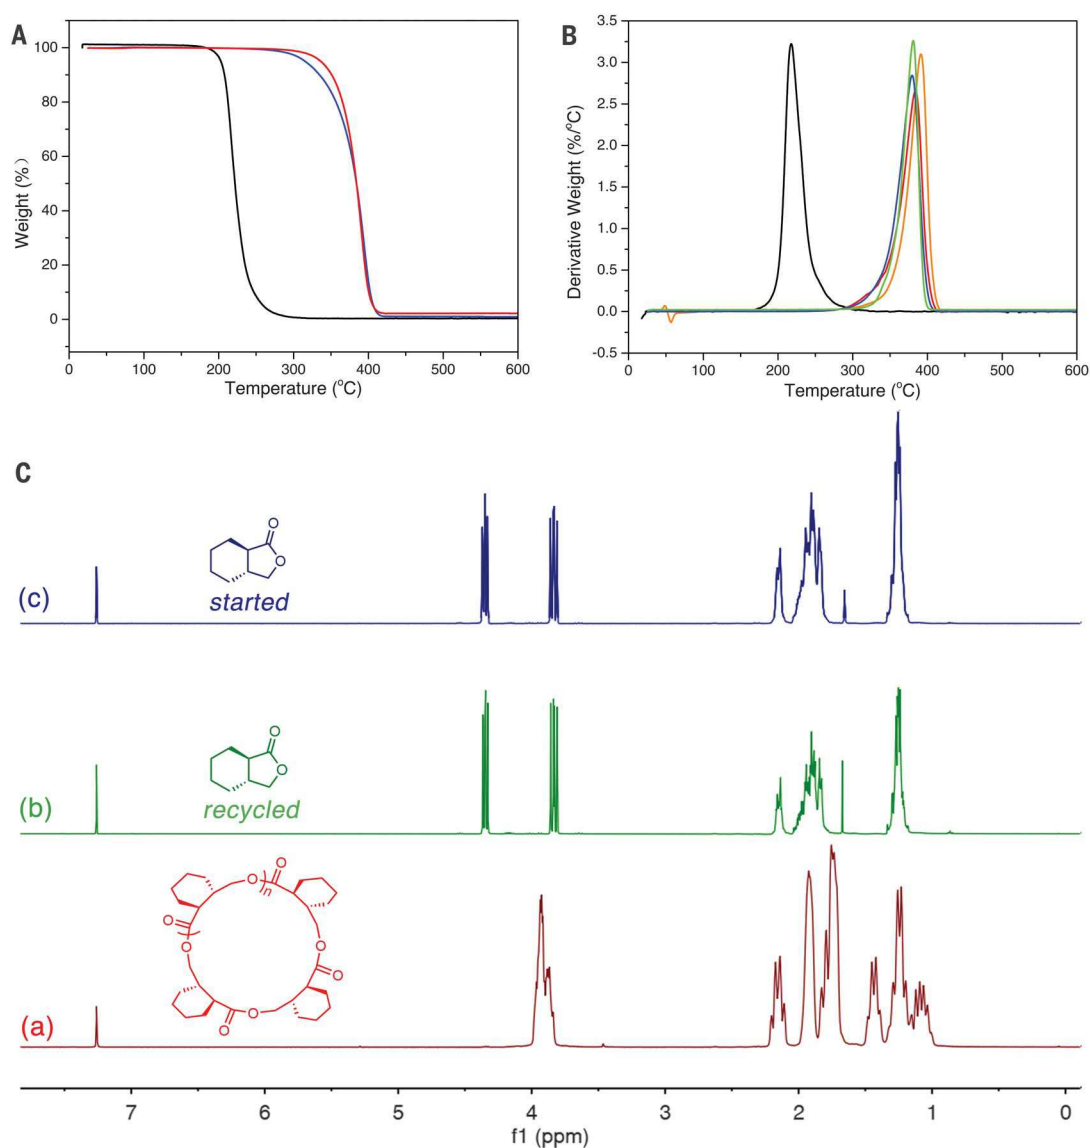 A
Weight (%)
100
80
60
40
20
0
0 100 200 300 400 500 600
Temperature (°C)
B
Derivative Weight (%/°C)
3.5
3.0
2.5
2.0
1.5
1.0
0.5
0.0
-0.5
0 100 200 300 400 500 600
Temperature (°C)
C
(c)
O
O
started
(b)
O
O
recycled
(a)
O
O
n
O
O
O
O
O
O
7 6 5 4 3 2 1 0
f1 (ppm)